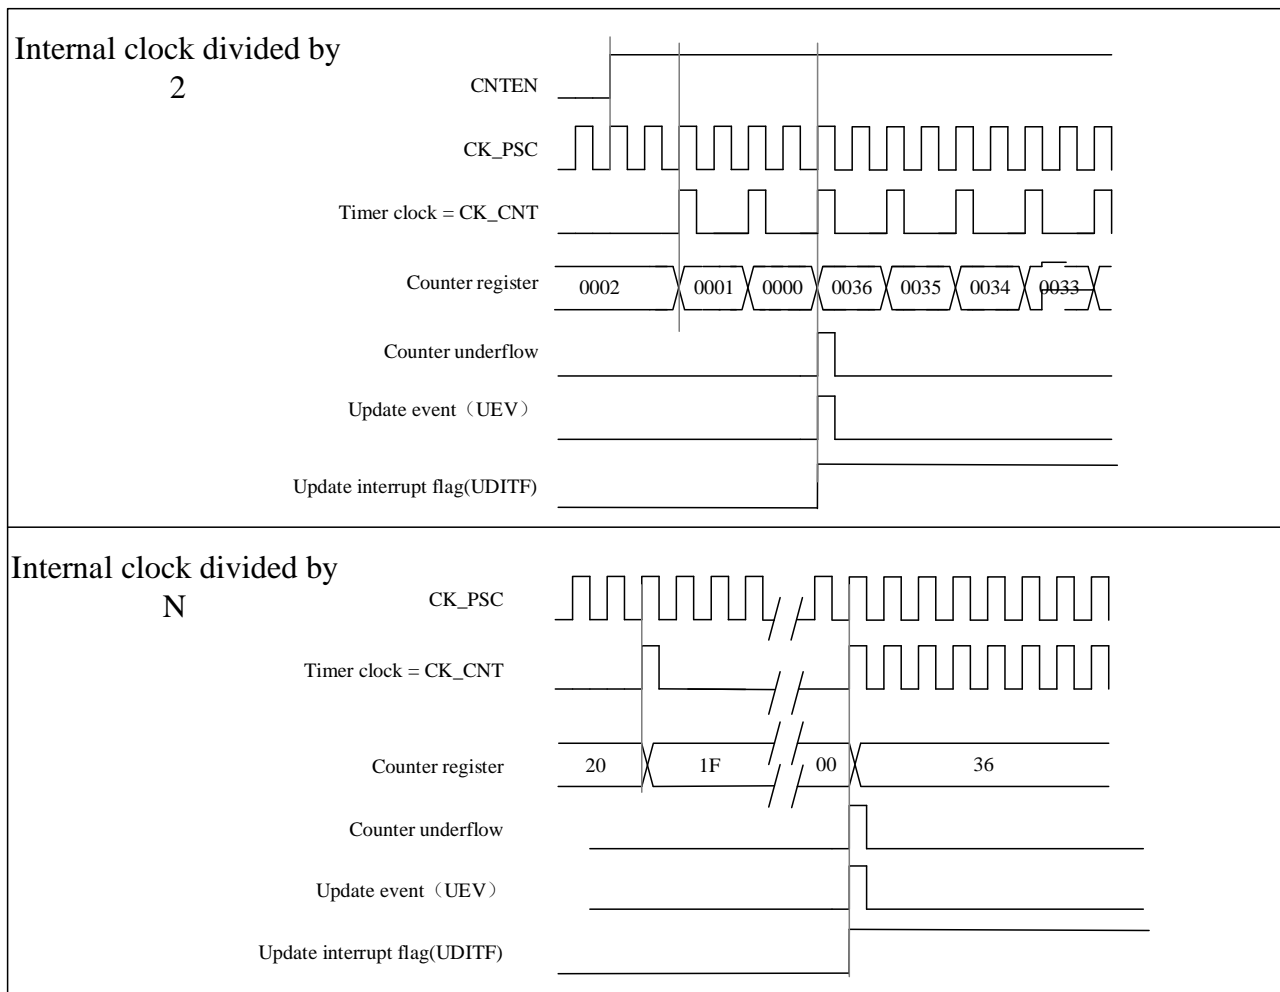 Internal clock divided by
2
CNTEN
CK_PSC
Timer clock = CK_CNT
Counter register
0002
0001
0000
0036
0035
0034
0033
Counter underflow
Update event（UEV）
Update interrupt flag(UDITF)
Internal clock divided by
N
CK_PSC
Timer clock = CK_CNT
Counter register
20
1F
00
36
Counter underflow
Update event（UEV）
Update interrupt flag(UDITF)